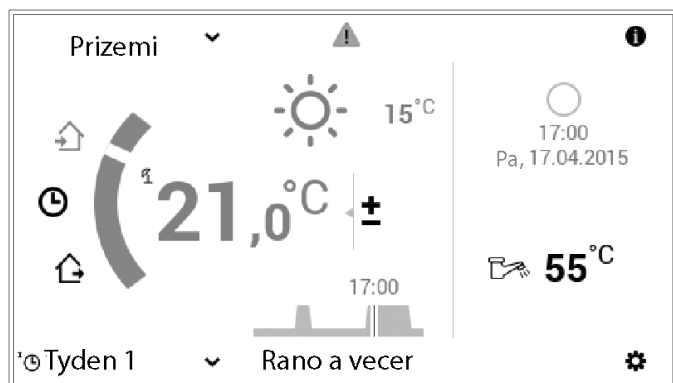 Prizemi
15°C
17:00
Pa, 17.04.2015
21,0°C ±
55°C
17:00
Tyden 1 Rano a vecer